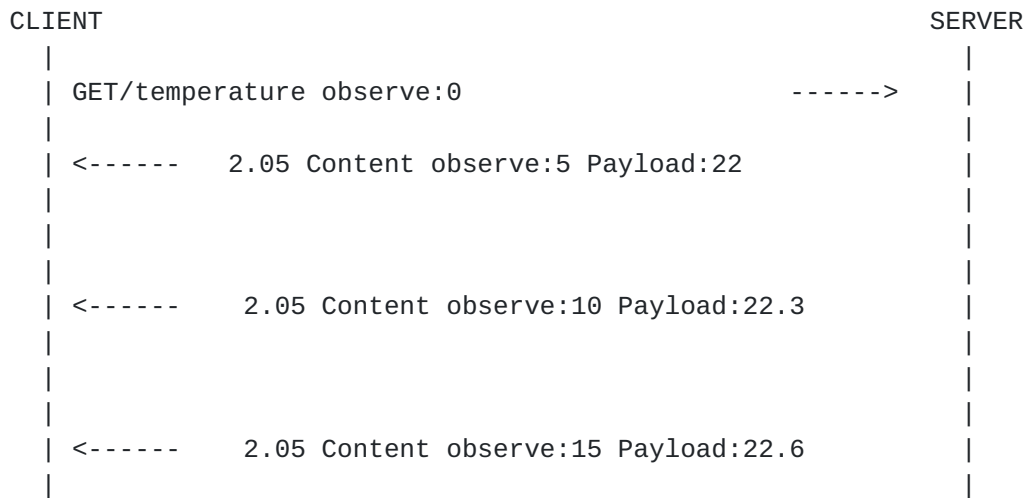 CLIENT SERVER
GET/temperature observe:0 ------>
<------ 2.05 Content observe:5 Payload:22
<------ 2.05 Content observe:10 Payload:22.3
<------ 2.05 Content observe:15 Payload:22.6